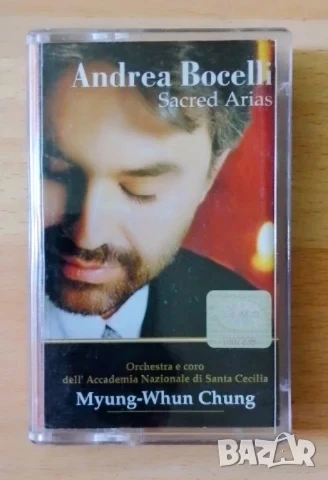 Andrea Bocelli
Sacred Arias
Orchestra e coro
dell' Accademia Nazionale di Santa Cecilia
Myung-Whun Chung
BAZAR